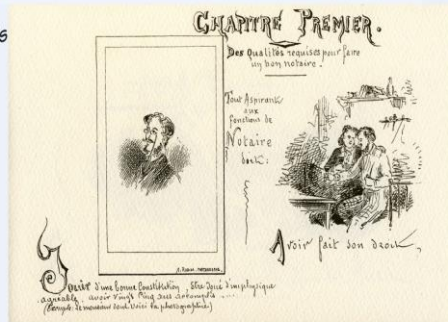 CHAPITRE PREMIER.
Des Qualités requises pour faire
un bon notaire.
Tout Aspirant
aux
fonctions de
Notaire
doit:
Avoir fait son droit.
Jouir d'une bonne Constitution, Etre doué d'un physique
agréable, avoir vingt cinq ans accomplis
(Exemple: le monsieur dont voici la photographie)